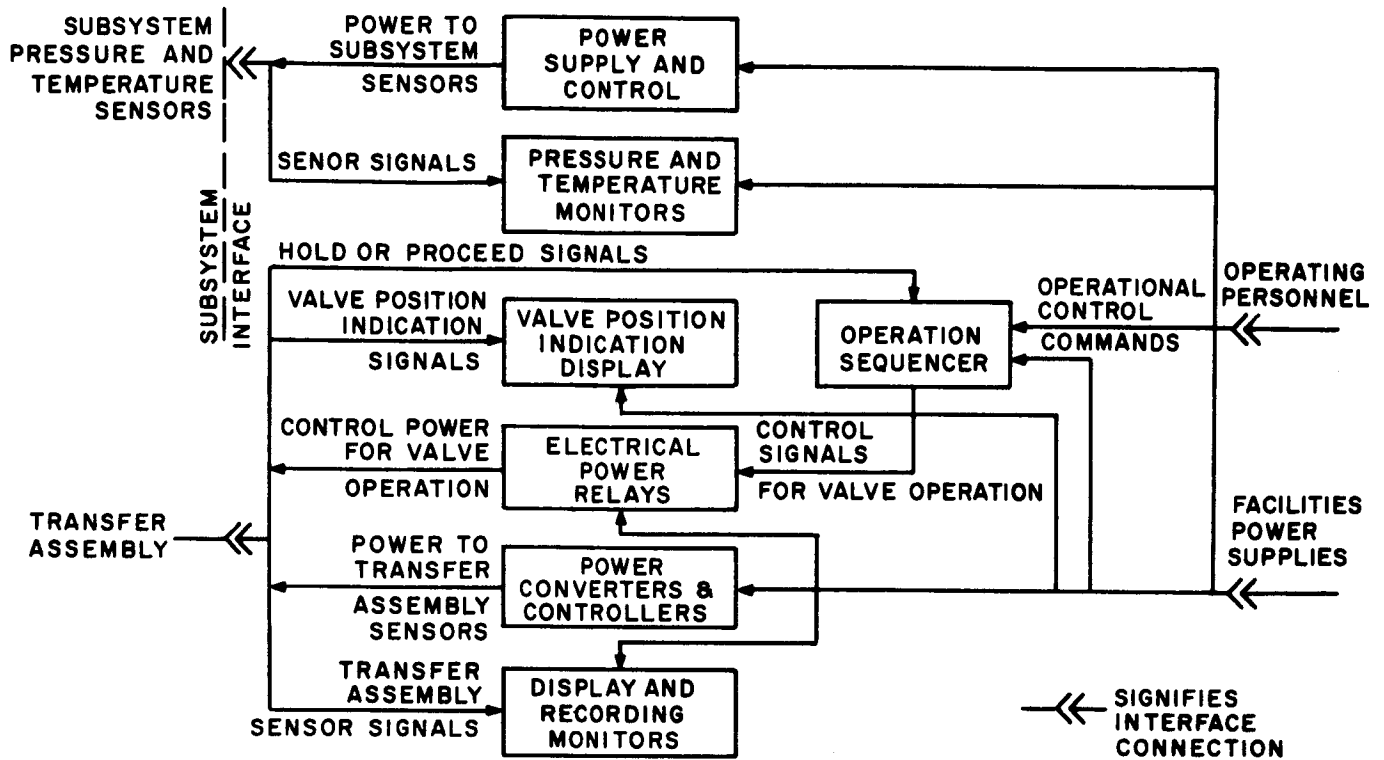 SUBSYSTEM
PRESSURE AND
TEMPERATURE
SENSORS
POWER TO
SUBSYSTEM
SENSORS
POWER
SUPPLY AND
CONTROL
SENOR SIGNALS
PRESSURE AND
TEMPERATURE
MONITORS
SUBSYSTEM
INTERFACE
HOLD OR PROCEED SIGNALS
VALVE POSITION
INDICATION
SIGNALS
VALVE POSITION
INDICATION
DISPLAY
OPERATION
SEQUENCER
OPERATIONAL
CONTROL
COMMANDS
OPERATING
PERSONNEL
CONTROL POWER
FOR VALVE
OPERATION
ELECTRICAL
POWER
RELAYS
CONTROL
SIGNALS
FOR VALVE OPERATION
TRANSFER
ASSEMBLY
POWER TO
TRANSFER
ASSEMBLY
SENSORS
POWER
CONVERTERS &
CONTROLLERS
FACILITIES
POWER
SUPPLIES
TRANSFER
ASSEMBLY
SENSOR SIGNALS
DISPLAY AND
RECORDING
MONITORS
SIGNIFIES
INTERFACE
CONNECTION